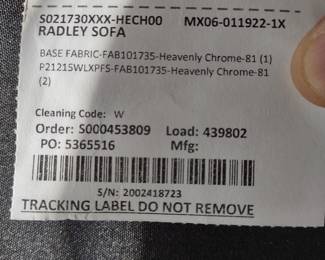 S021730XXX-HECH00 MX06-011922-1X
RADLEY SOFA
BASE FABRIC-FAB101735-Heavenly Chrome-81 (1)
P21215WLXPFS-FAB101735-Heavenly Chrome-81
(2)
Cleaning Code: W
Order: S000453809 Load: 439802
PO: 5365516 Mfg:
S/N: 2002418723
TRACKING LABEL DO NOT REMOVE